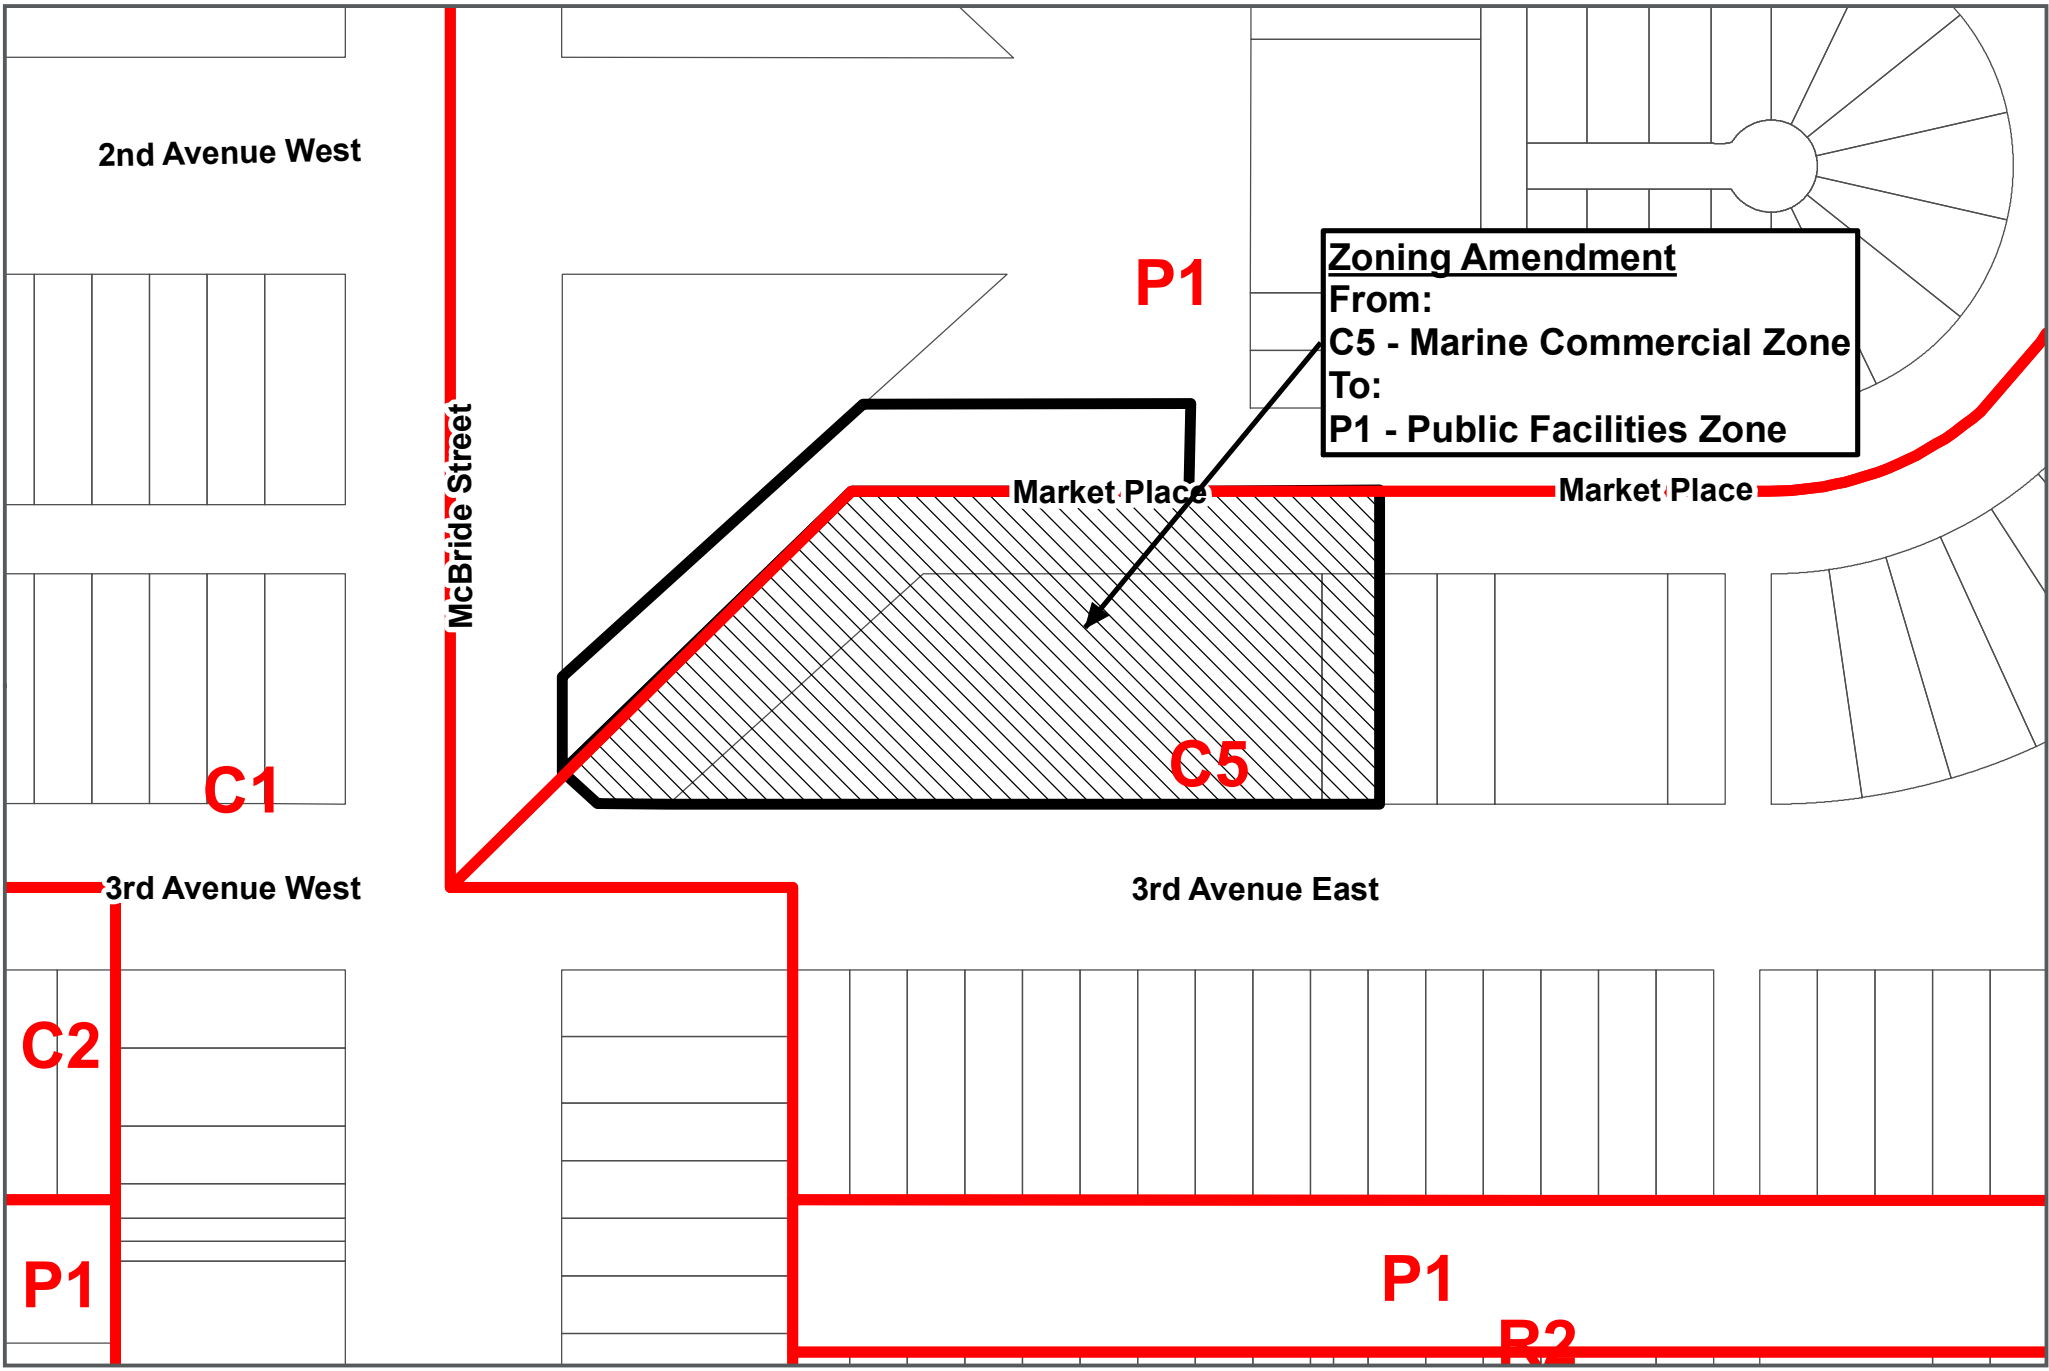 2nd Avenue West
P1
Zoning Amendment
From:
C5 - Marine Commercial Zone
To:
P1 - Public Facilities Zone
McBride Street
Market Place
Market Place
C5
C1
3rd Avenue West
3rd Avenue East
C2
P1
P1
R2